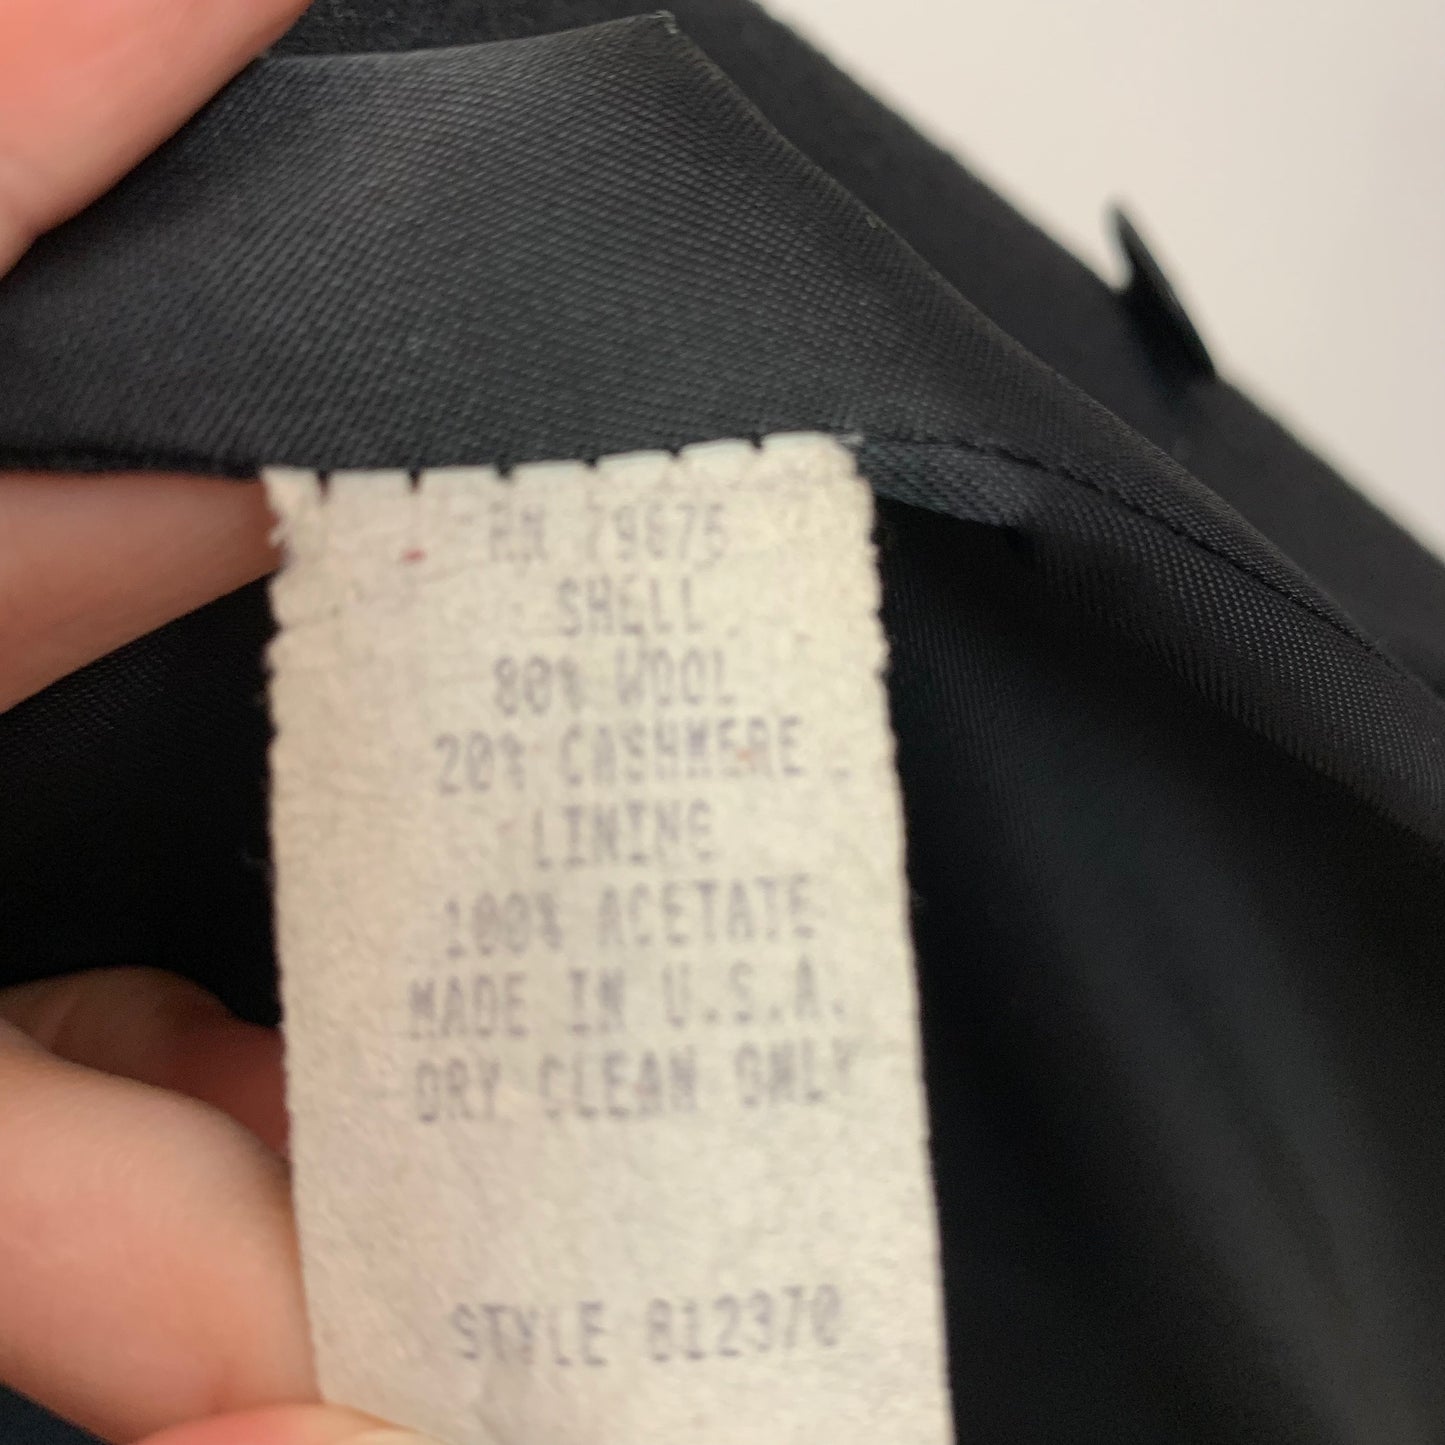 RN 79675
SHELL
80% WOOL
20% CASHMERE
LINING
100% ACETATE
MADE IN U.S.A.
DRY CLEAN ONLY
STYLE 812370